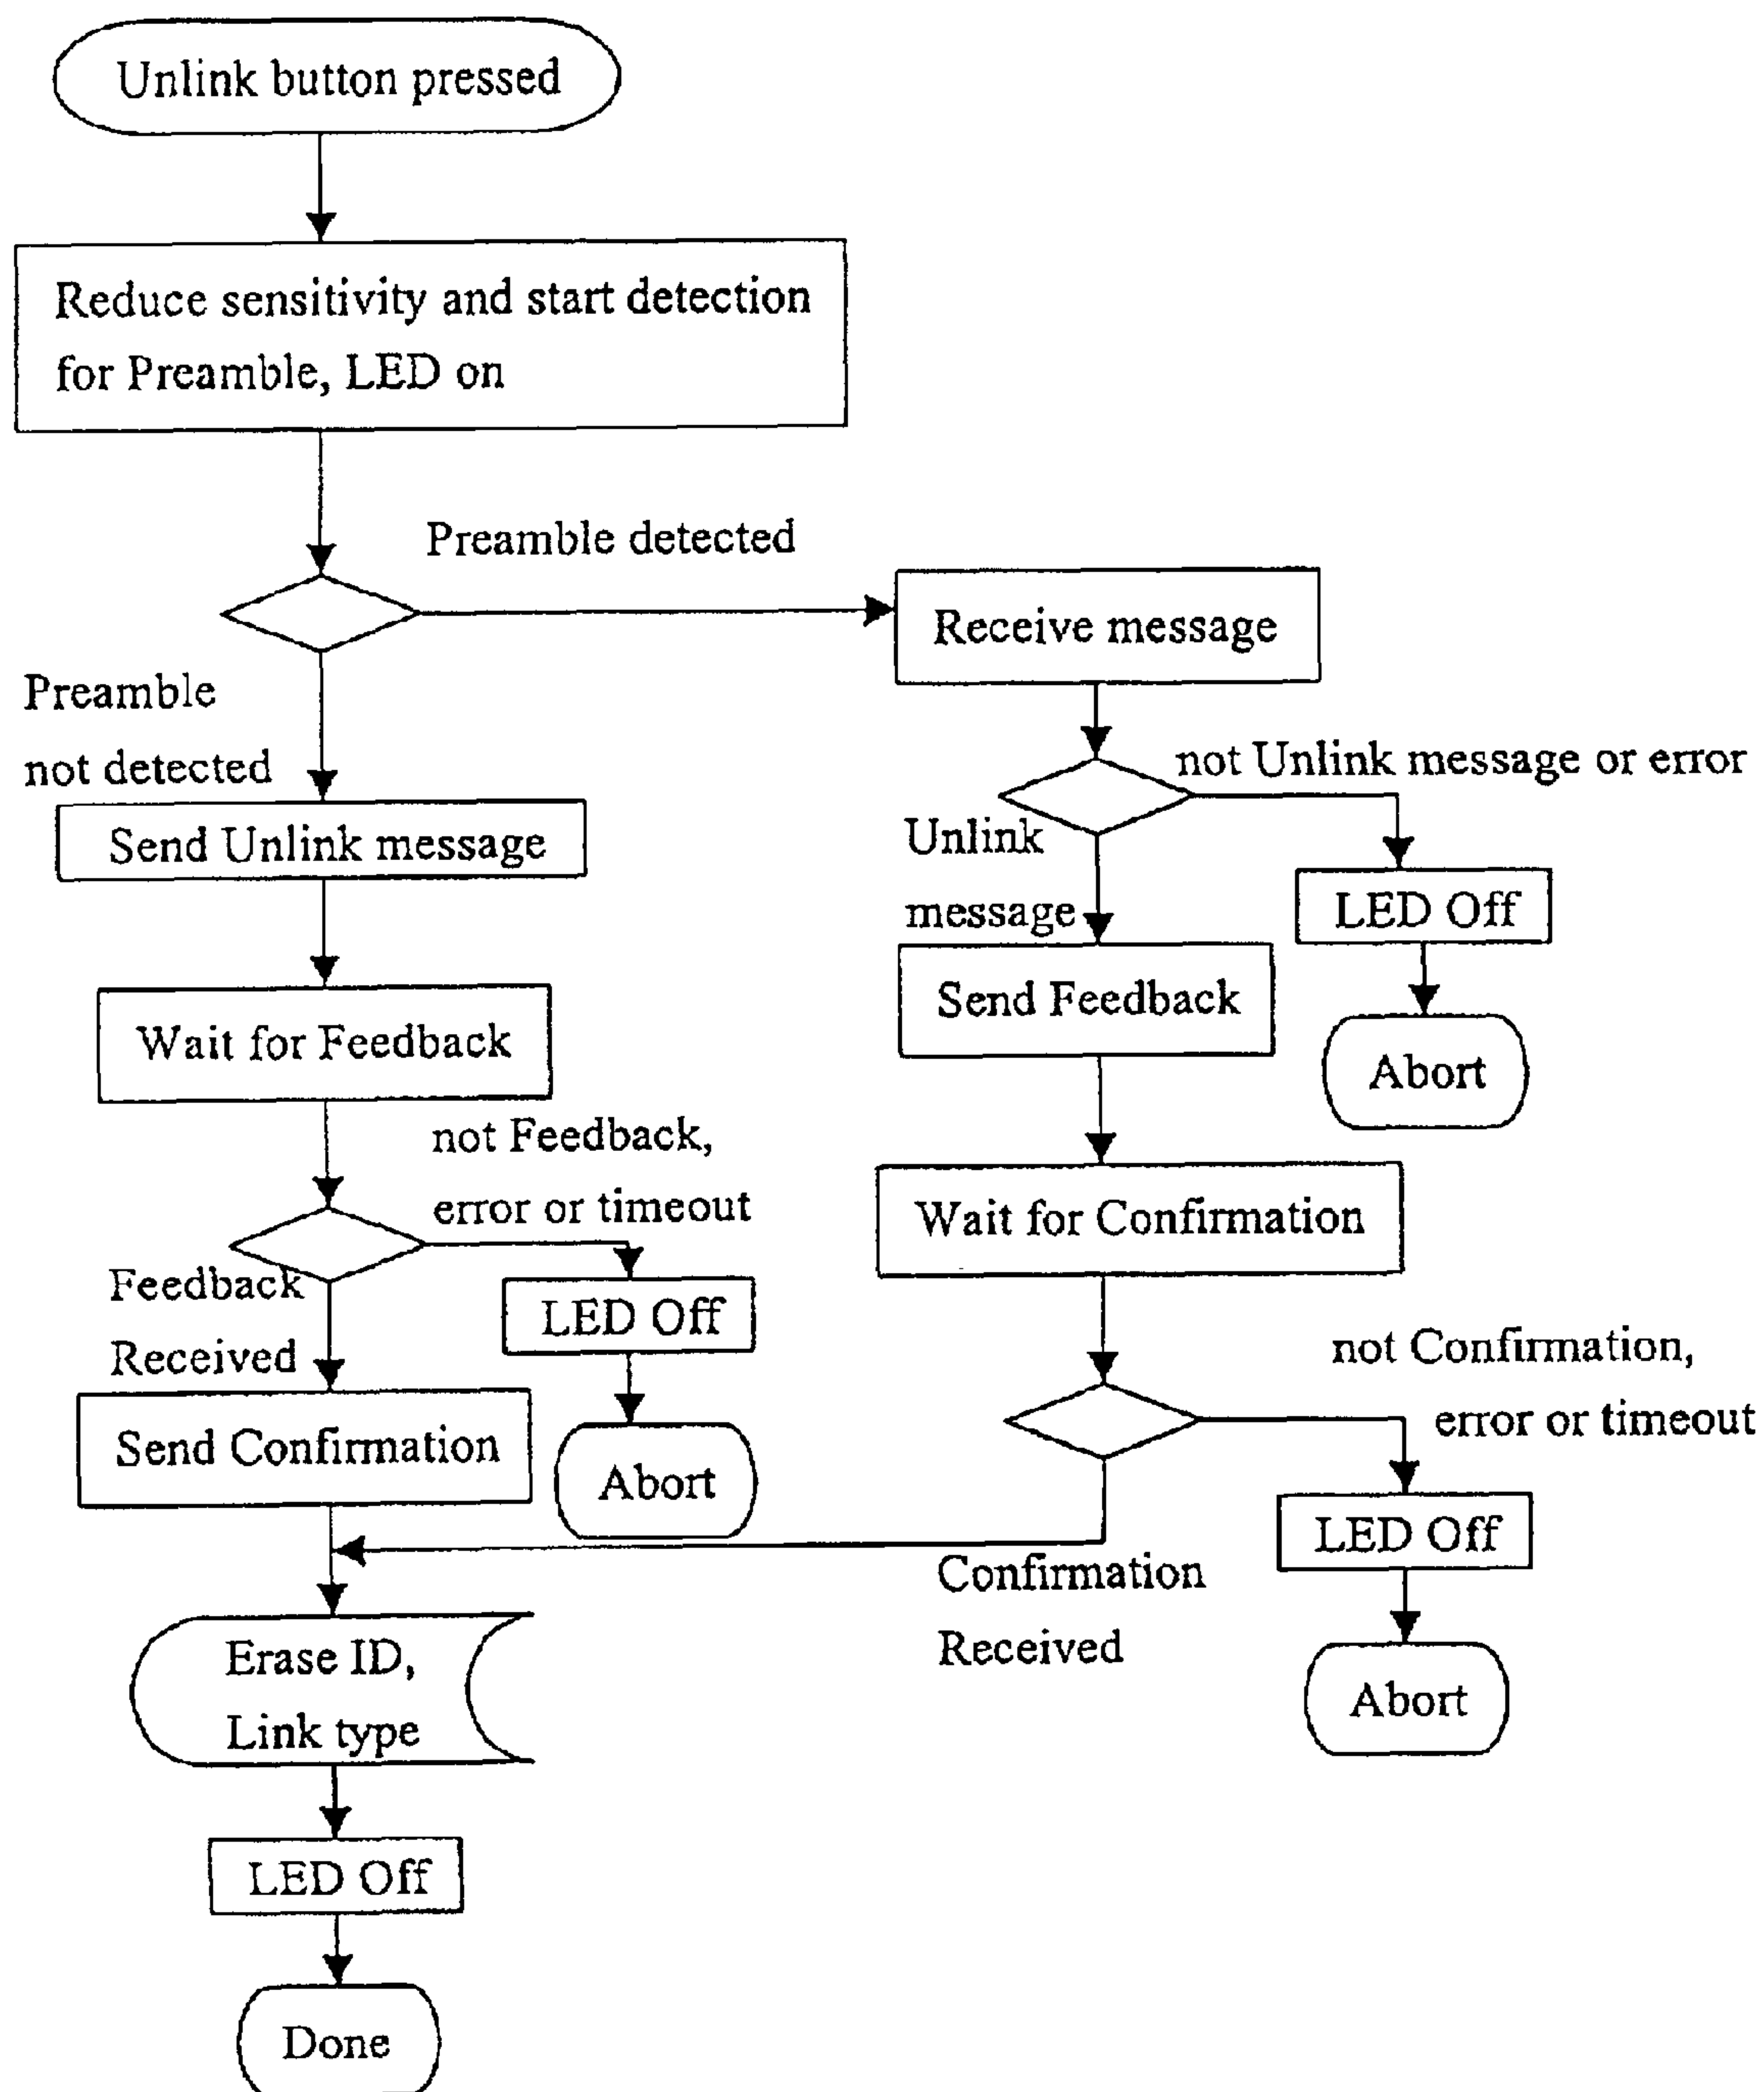 Unlink button pressed
Reduce sensitivity and start detection
for Preamble, LED on
Preamble detected
Receive message
Preamble
not detected
not Unlink message or error
Send Unlink message
Unlink
message
LED Off
Send Feedback
Wait for Feedback
Abort
not Feedback,
error or timeout
Wait for Confirmation
Feedback
Received
LED Off
not Confirmation,
error or timeout
Send Confirmation
Abort
LED Off
Confirmation
Received
Erase ID,
Link type
Abort
LED Off
Done